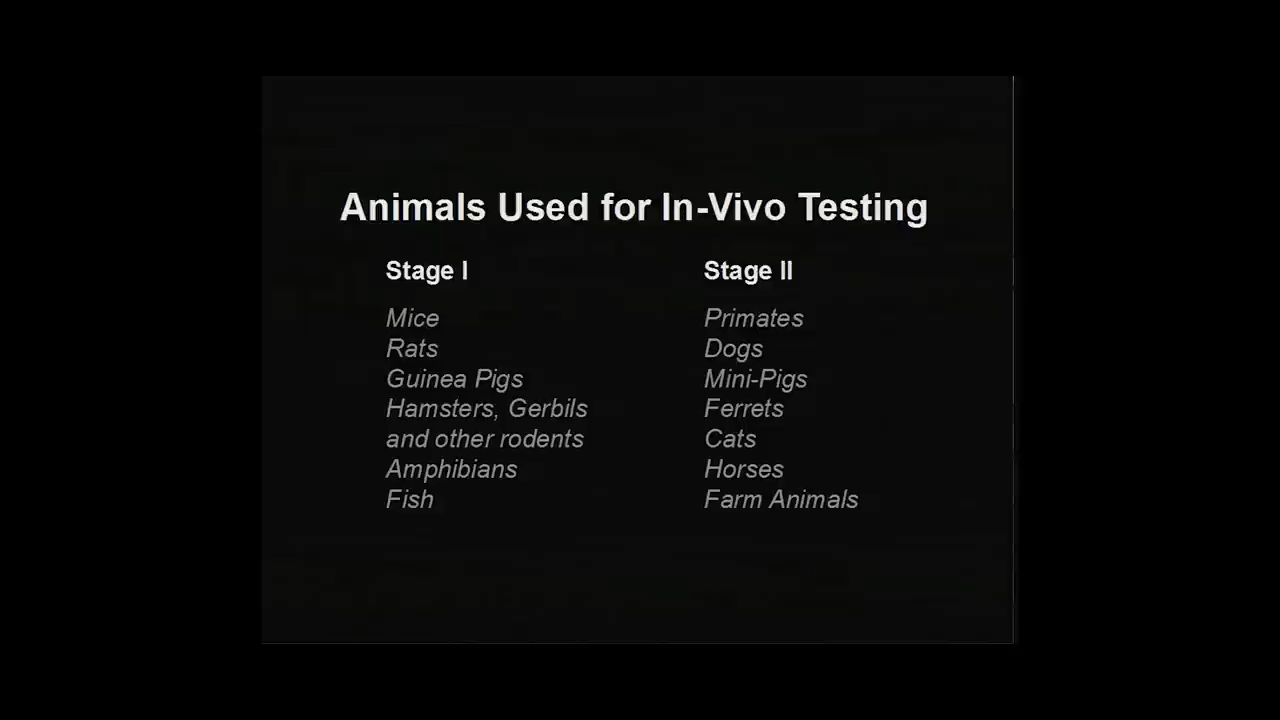 Animals Used for In-Vivo Testing
Stage I
Mice
Rats
Guinea Pigs
Hamsters, Gerbils
and other rodents
Amphibians
Fish
Stage II
Primates
Dogs
Mini-Pigs
Ferrets
Cats
Horses
Farm Animals